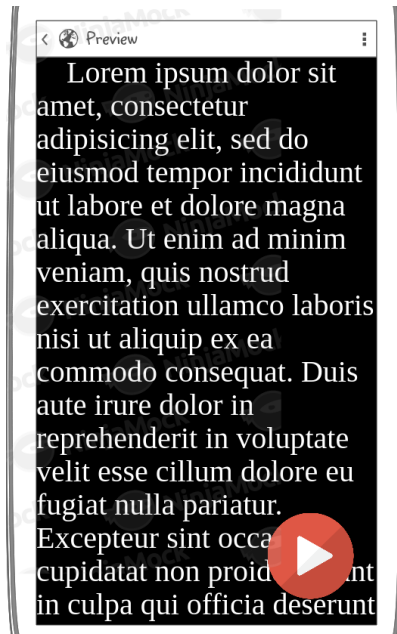 Preview
Lorem ipsum dolor sit
amet, consectetur
adipisicing elit, sed do
eiusmod tempor incididunt
ut labore et dolore magna
aliqua. Ut enim ad minim
veniam, quis nostrud
exercitation ullamco laboris
nisi ut aliquip ex ea
commodo consequat. Duis
aute irure dolor in
reprehenderit in voluptate
velit esse cillum dolore eu
fugiat nulla pariatur.
Excepteur sint
cupidatat non
in culpa qui officia deserunt